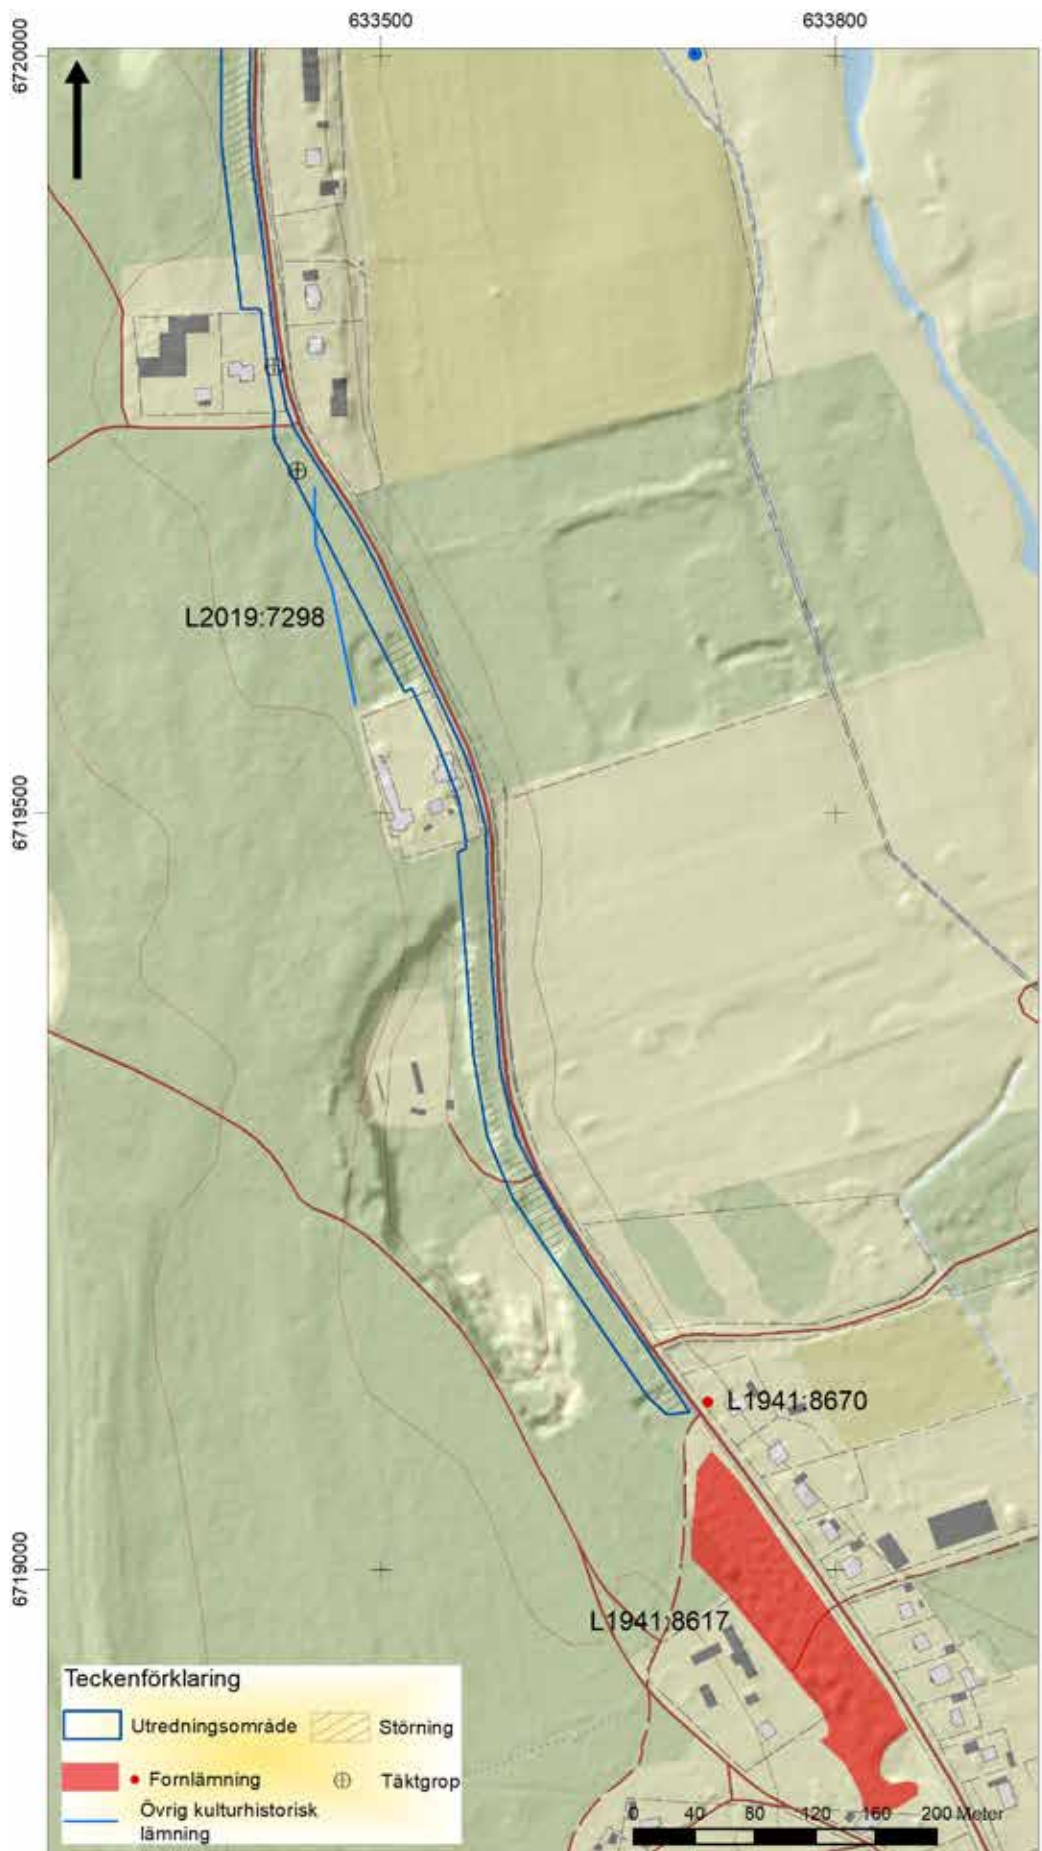 633500 633800
6720000
L2019:7298
6719500
L1941:8670
6719000
L1941:8617
Teckenförklaring
Utredningsområde Störning
Fornlämning Täktgrop
Övrig kulturhistorisk
lämning
0 40 80 120 160 200 Meter